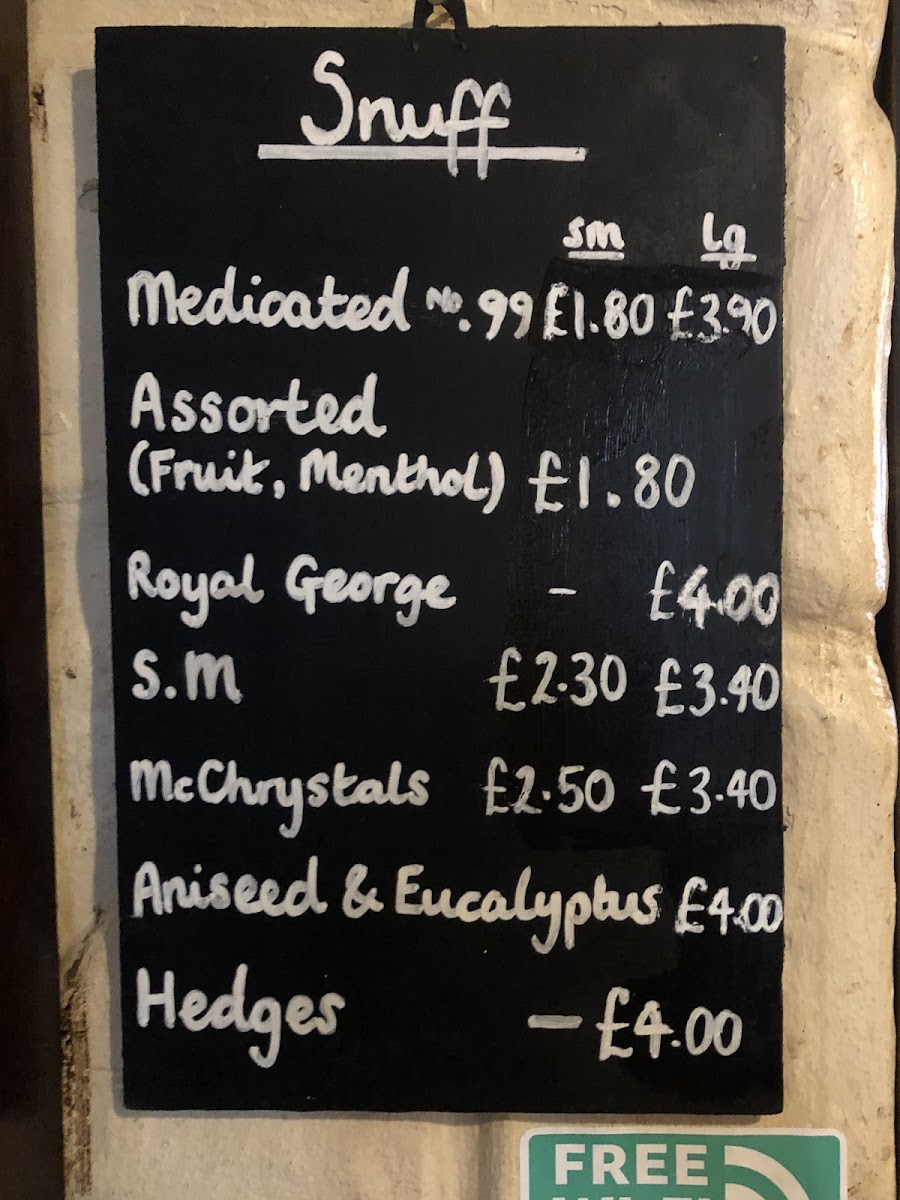 Snuff
sm lg
Medicated No. 99 £1.80 £3.90
Assorted
(Fruit, Menthol) £1.80
Royal George - £4.00
S.M £2.30 £3.40
McChrystals £2.50 £3.40
Aniseed & Eucalyptus £4.00
Hedges - £4.00
FREE